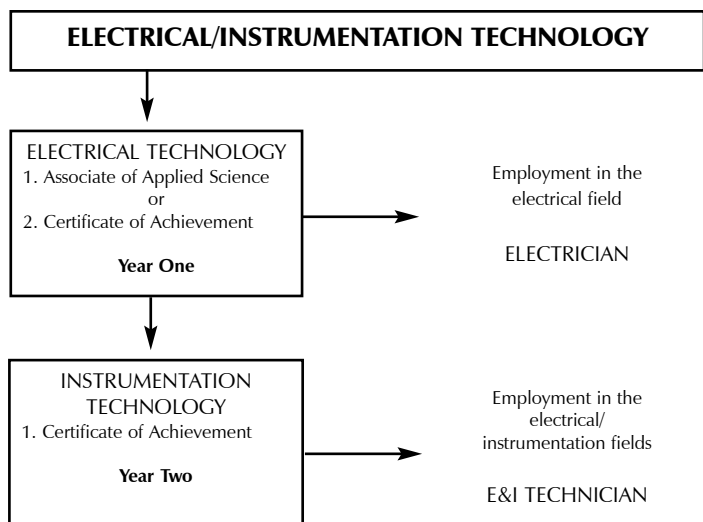 ELECTRICAL/INSTRUMENTATION TECHNOLOGY
ELECTRICAL TECHNOLOGY
1. Associate of Applied Science
or
2. Certificate of Achievement
Year One
Employment in the
electrical field
ELECTRICIAN
INSTRUMENTATION
TECHNOLOGY
1. Certificate of Achievement
Year Two
Employment in the
electrical/
instrumentation fields
E&I TECHNICIAN